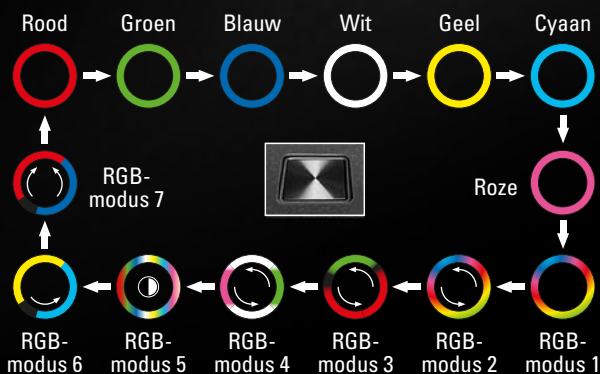 Rood
Groen
Blauw
Wit
Geel
Cyaan
RGB-
modus 7
Roze
RGB-
modus 6
RGB-
modus 5
RGB-
modus 4
RGB-
modus 3
RGB-
modus 2
RGB-
modus 1